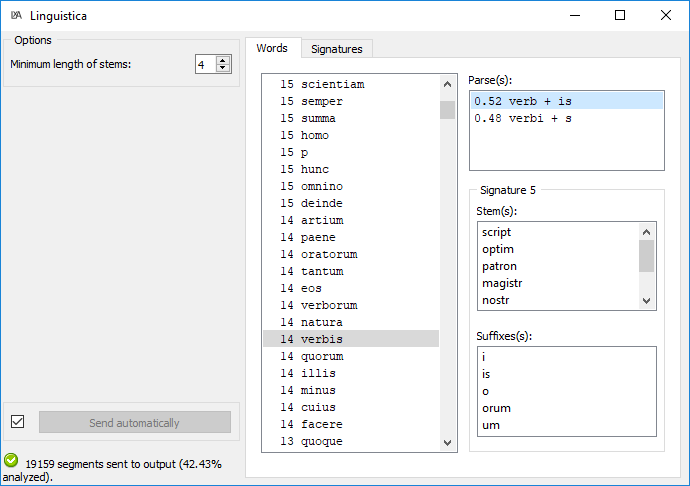 Linguistica
Options
Minimum length of stems: 4
Send automatically
19159 segments sent to output (42.43%
analyzed).
Words Signatures
15 scientiam
15 semper
15 summa
15 homo
15 p
15 hunc
15 omnino
15 deinde
14 artium
14 paene
14 oratorum
14 tantum
14 eos
14 verborum
14 natura
14 verbis
14 quorum
14 illis
14 minus
14 cuius
14 facere
13 quoque
Parse(s):
0.52 verb + is
0.48 verbi + s
Signature 5
Stem(s):
script
optim
patron
magistr
nostr
Suffixes(s):
i
is
o
orum
um